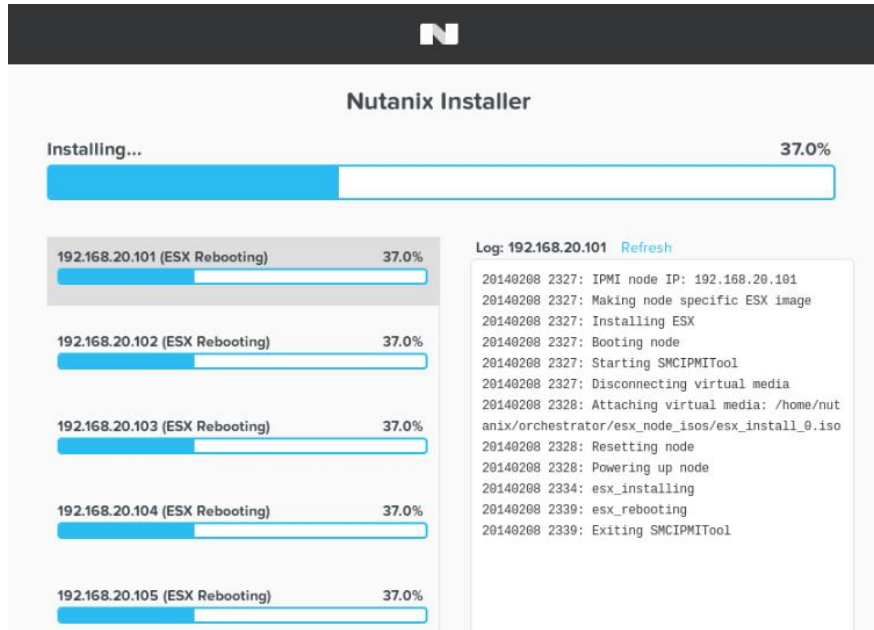 Nutanix Installer
Installing...
37.0%
192.168.20.101 (ESX Rebooting)
37.0%
192.168.20.102 (ESX Rebooting)
37.0%
192.168.20.103 (ESX Rebooting)
37.0%
192.168.20.104 (ESX Rebooting)
37.0%
192.168.20.105 (ESX Rebooting)
37.0%
Log: 192.168.20.101 Refresh
20140208 2327: IPMI node IP: 192.168.20.101
20140208 2327: Making node specific ESX image
20140208 2327: Installing ESX
20140208 2327: Booting node
20140208 2327: Starting SMCIPMITool
20140208 2327: Disconnecting virtual media
20140208 2328: Attaching virtual media: /home/nut
anix/orchestrator/esx_node_isos/esx_install_0.iso
20140208 2328: Resetting node
20140208 2328: Powering up node
20140208 2334: esx_installing
20140208 2339: esx_rebooting
20140208 2339: Exiting SMCIPMITool